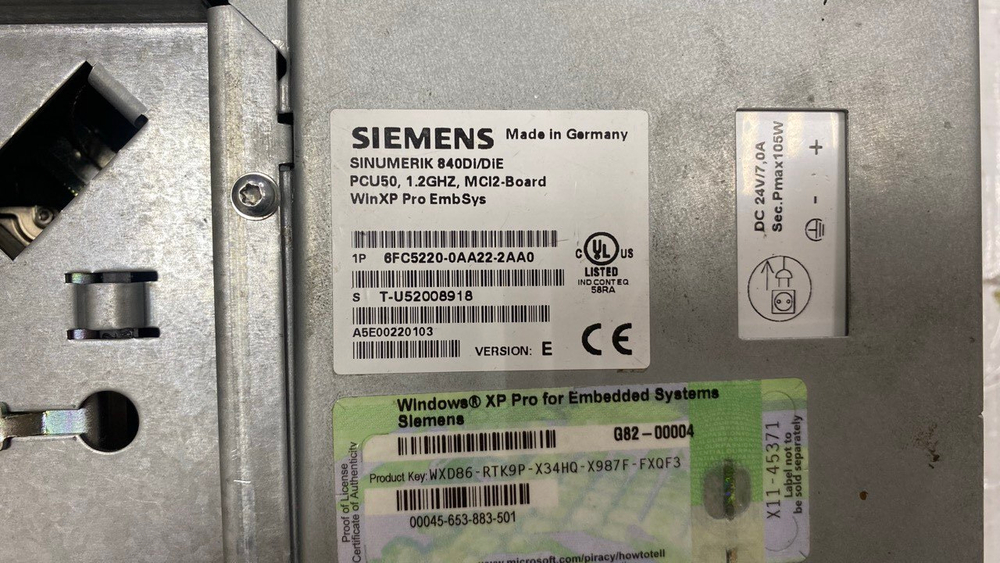 SIEMENS Made in Germany
SINUMERIK 840DI/DiE
PCU50, 1.2GHZ, MCI2-Board
WinXP Pro EmbSys
1P 6FC5220-0AA22-2AA0
C UL US
LISTED
IND CONT EQ
58RA
S T-U52008918
A5E00220103
VERSION: E CE
DC 24V/7,0A
Sec.Pmax105W
- +
Windows® XP Pro for Embedded Systems
Siemens
G82-00004
Product Key: WXD86-RTK9P-X34HQ-X987F-FXQF3
00045-653-883-501
Proof of License
Certificate of Authenticity
X11-45371
Label not to
be sold separately
www.microsoft.com/piracy/howtotell